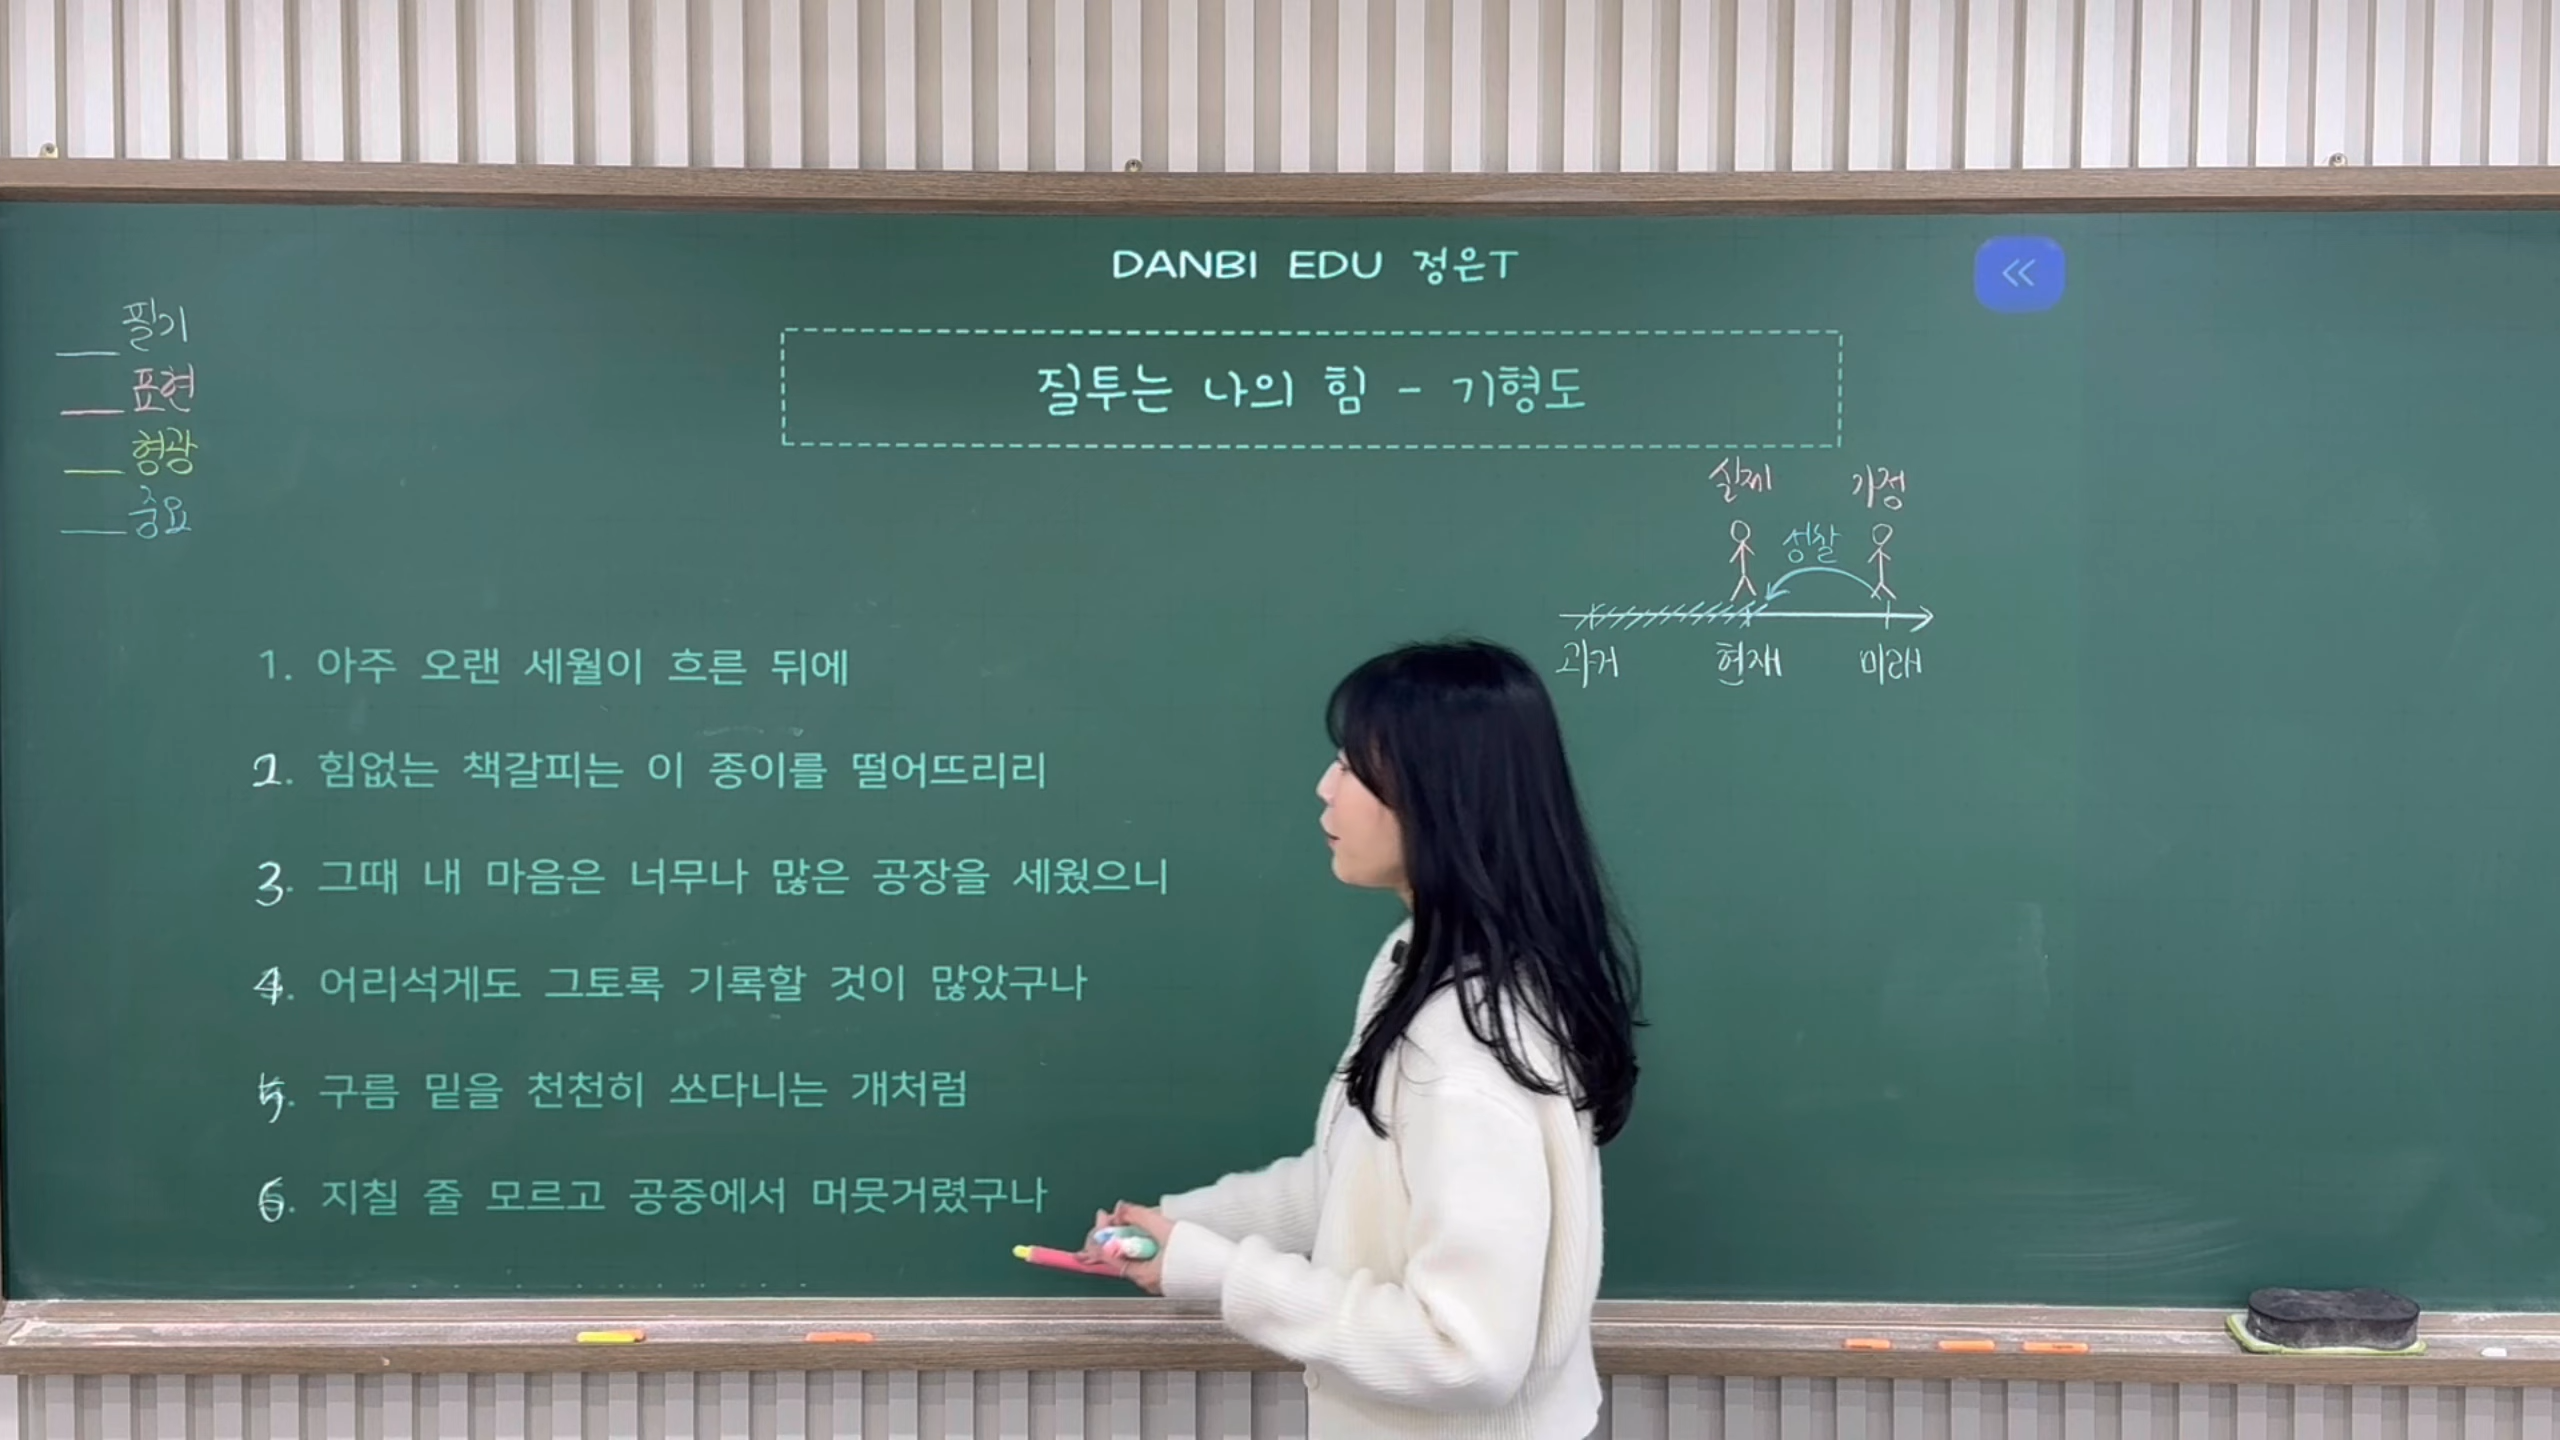 DANBI EDU 정은T
질투는 나의 힘 - 기형도
필기
표현
형광
중요
실제 가정
성찰
과거 현재 미래
1. 아주 오랜 세월이 흐른 뒤에
2. 힘없는 책갈피는 이 종이를 떨어뜨리리
3. 그때 내 마음은 너무나 많은 공장을 세웠으니
4. 어리석게도 그토록 기록할 것이 많았구나
5. 구름 밑을 천천히 쏘다니는 개처럼
6. 지칠 줄 모르고 공중에서 머뭇거렸구나